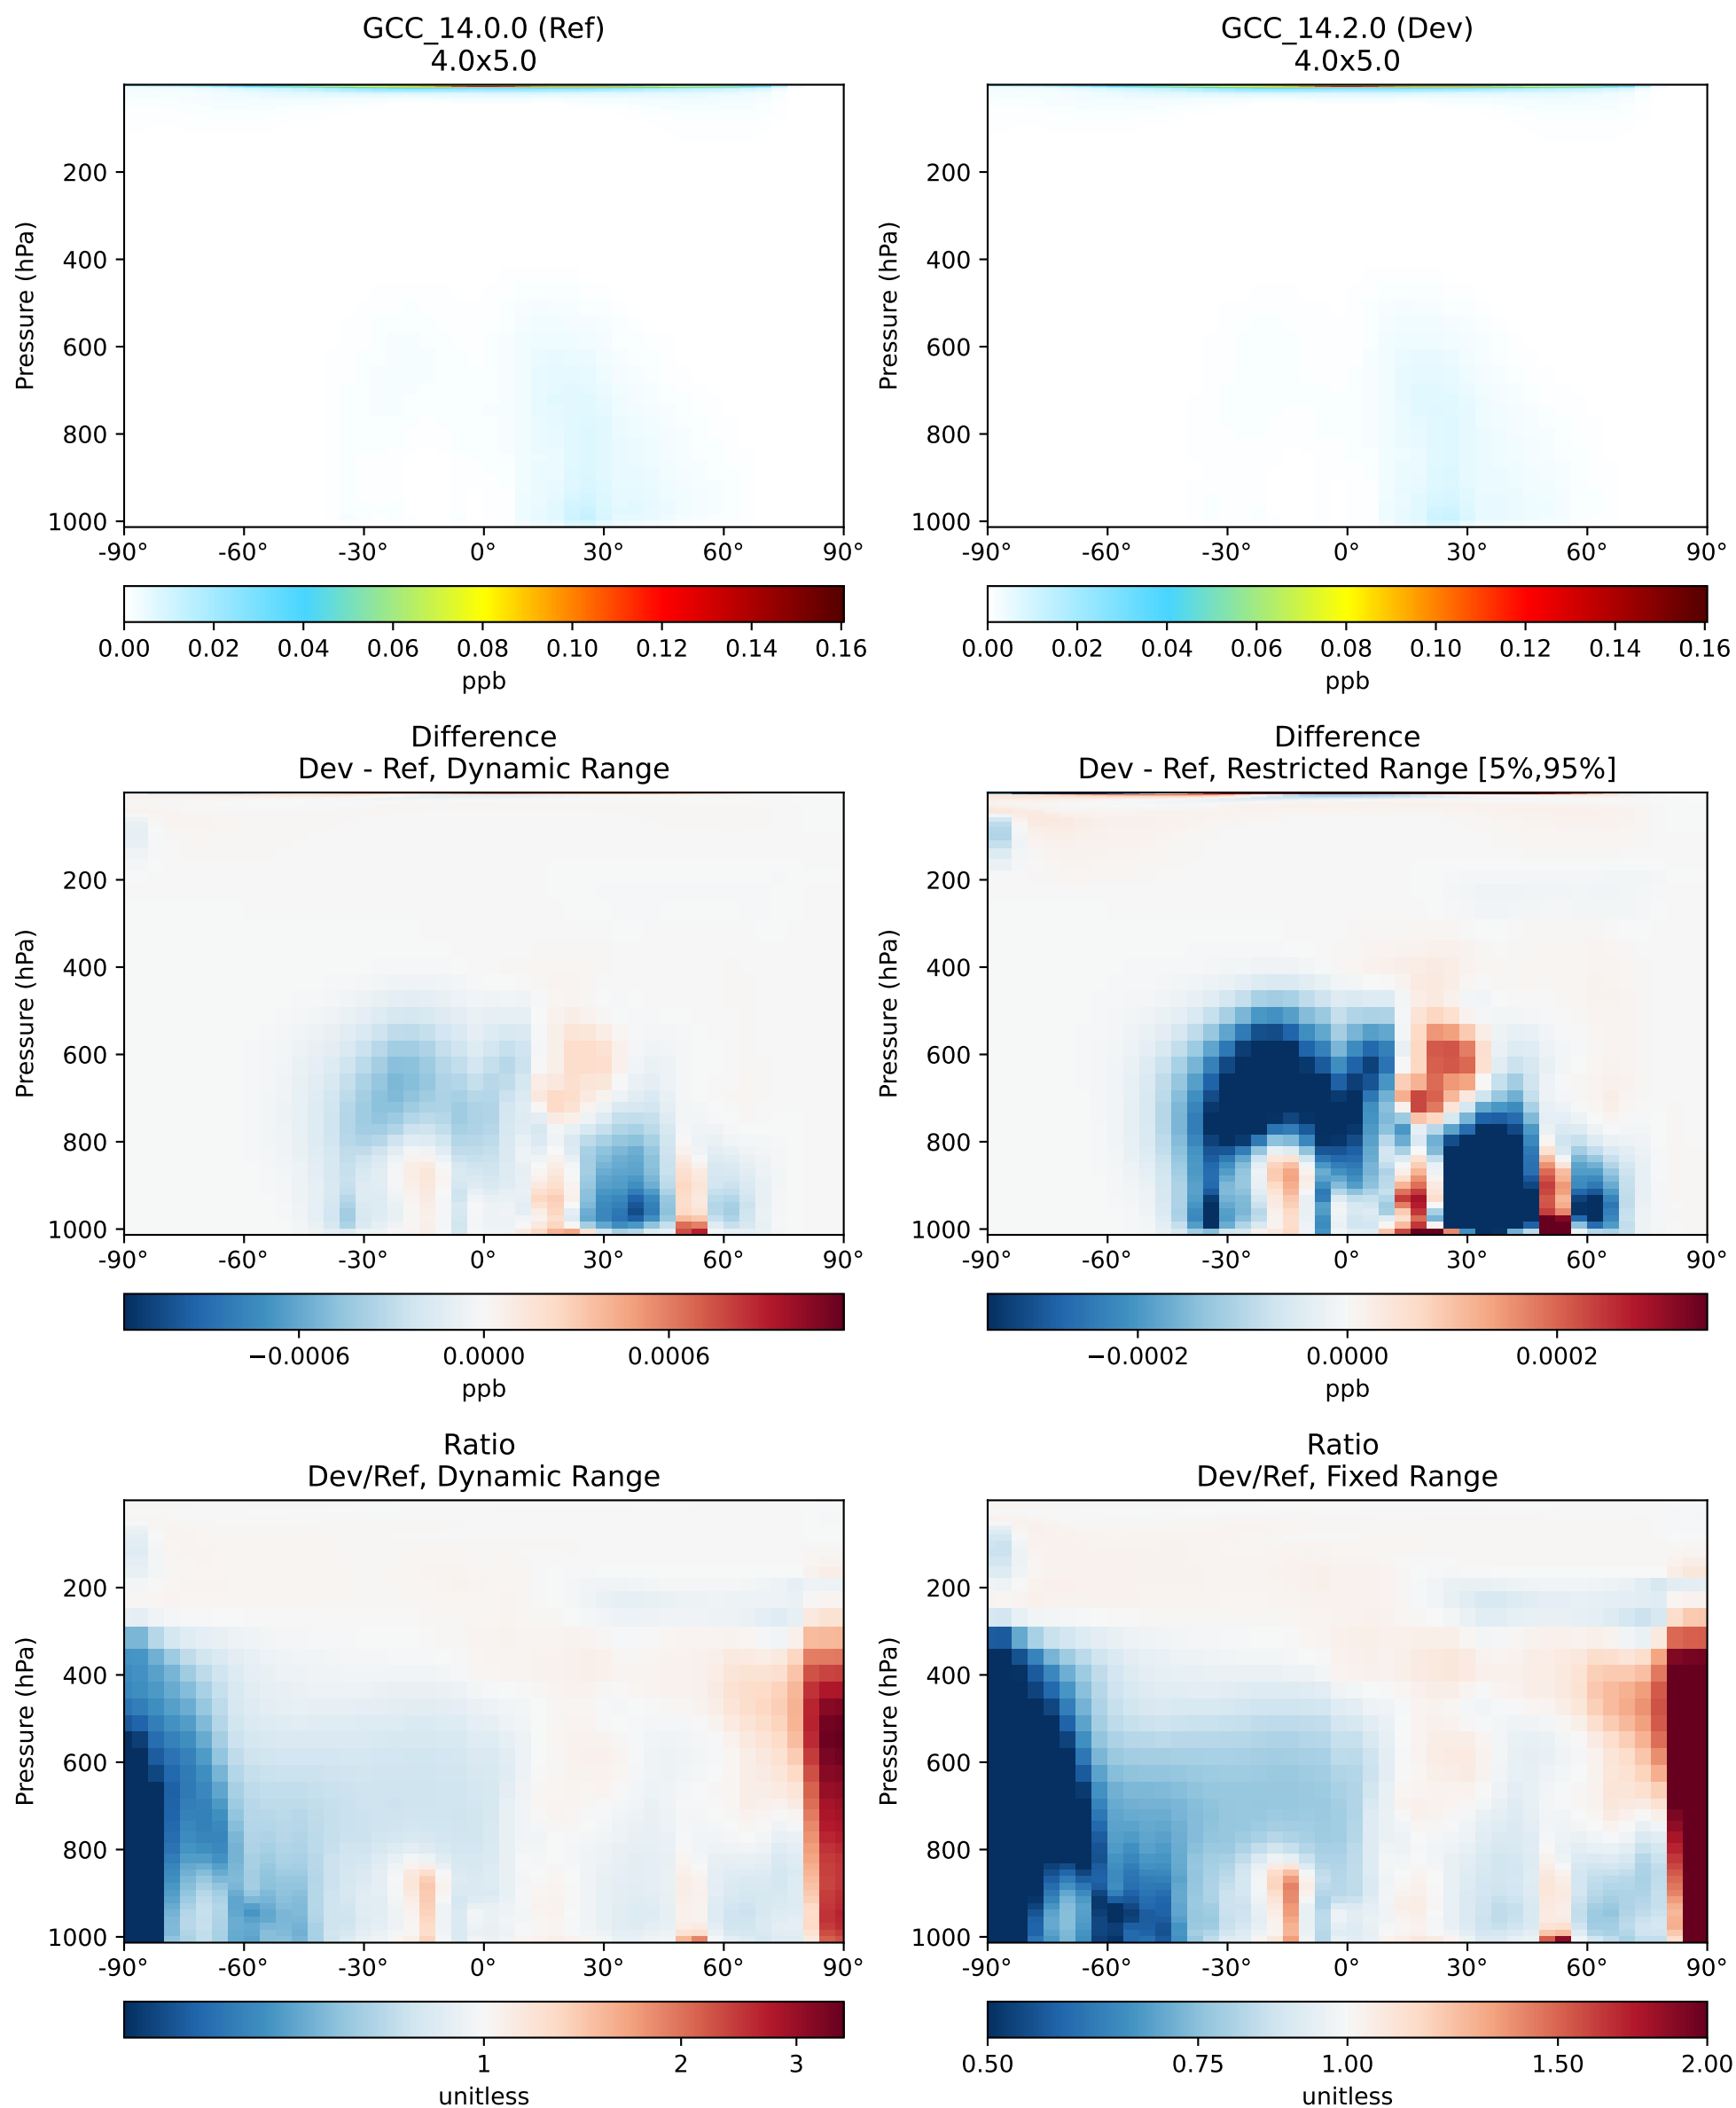 GCC_14.0.0 (Ref)
4.0x5.0
GCC_14.2.0 (Dev)
4.0x5.0
Pressure (hPa)
200
400
600
800
1000
-90° -60° -30° 0° 30° 60° 90°
0.00 0.02 0.04 0.06 0.08 0.10 0.12 0.14 0.16
ppb
Pressure (hPa)
200
400
600
800
1000
-90° -60° -30° 0° 30° 60° 90°
0.00 0.02 0.04 0.06 0.08 0.10 0.12 0.14 0.16
ppb
Difference
Dev - Ref, Dynamic Range
Pressure (hPa)
200
400
600
800
1000
-90° -60° -30° 0° 30° 60° 90°
−0.0006 0.0000 0.0006
ppb
Difference
Dev - Ref, Restricted Range [5%,95%]
Pressure (hPa)
200
400
600
800
1000
-90° -60° -30° 0° 30° 60° 90°
−0.0002 0.0000 0.0002
ppb
Ratio
Dev/Ref, Dynamic Range
Pressure (hPa)
200
400
600
800
1000
-90° -60° -30° 0° 30° 60° 90°
1 2 3
unitless
Ratio
Dev/Ref, Fixed Range
Pressure (hPa)
200
400
600
800
1000
-90° -60° -30° 0° 30° 60° 90°
0.50 0.75 1.00 1.50 2.00
unitless